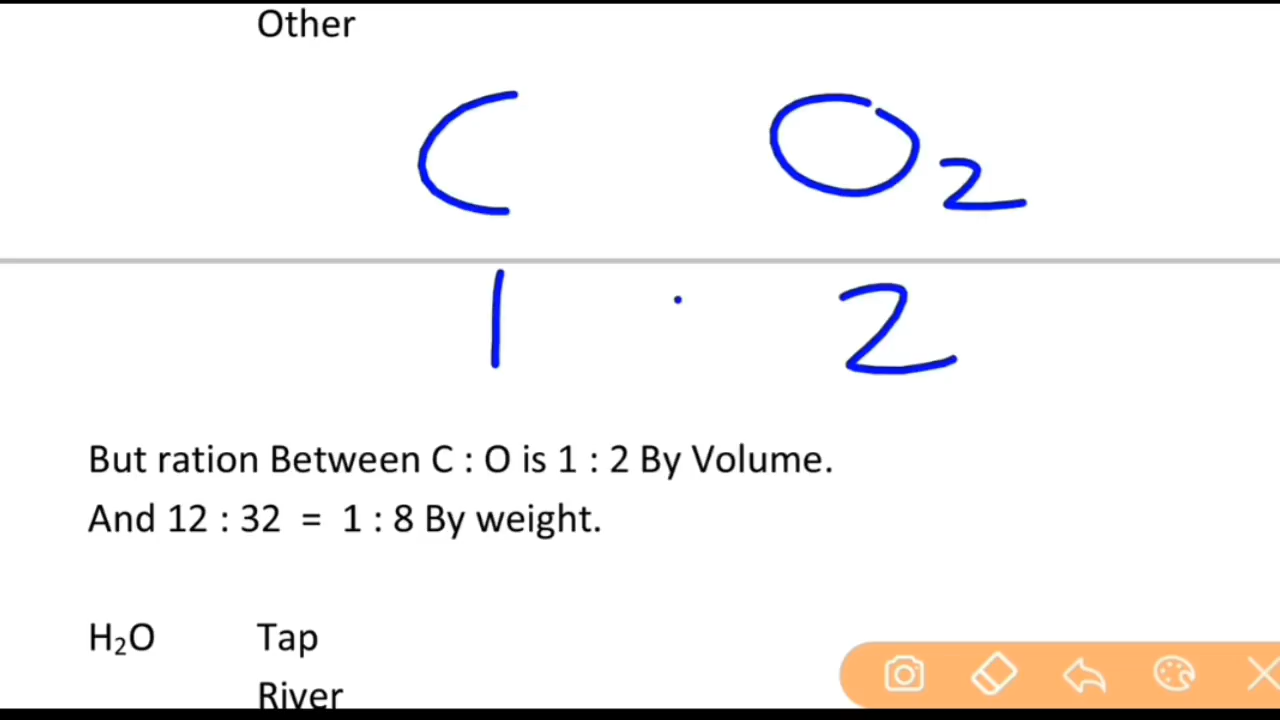 Other
C O₂
1 . 2
But ration Between C : O is 1 : 2 By Volume.
And 12 : 32 = 1 : 8 By weight.
H₂O Tap
River